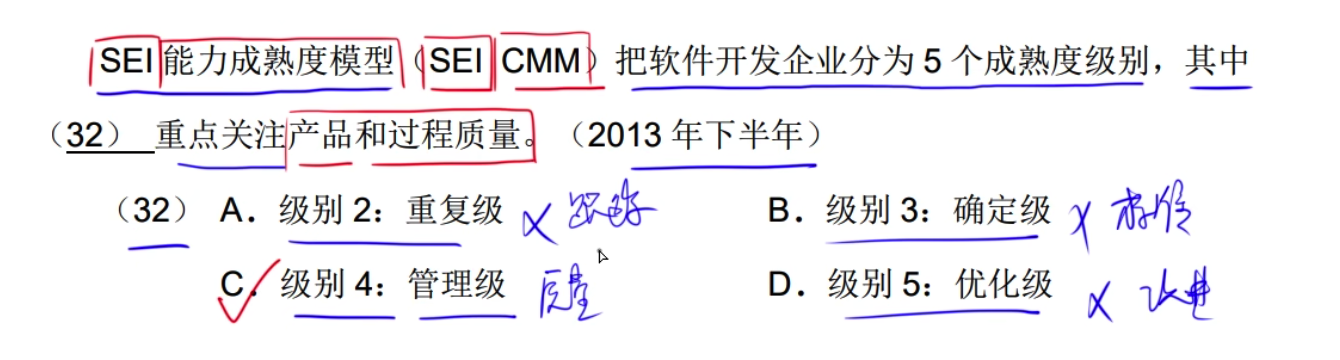 SEI能力成熟度模型（SEI CMM）把软件开发企业分为 5 个成熟度级别，其中
（32） 重点关注产品和过程质量。（2013 年下半年）
（32） A．级别 2：重复级 × 跟踪 B．级别 3：确定级 ×
C．级别 4：管理级 质量 D．级别 5：优化级 × 改进